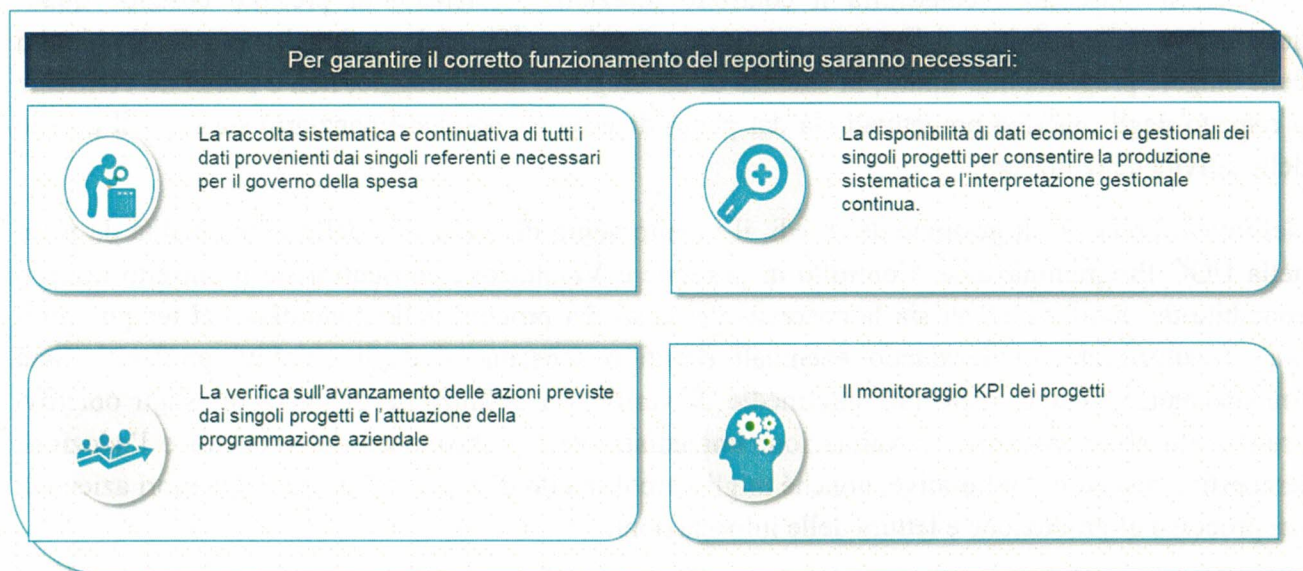 Per garantire il corretto funzionamento del reporting saranno necessari:
La raccolta sistematica e continuativa di tutti i
dati provenienti dai singoli referenti e necessari
per il governo della spesa
La disponibilità di dati economici e gestionali dei
singoli progetti per consentire la produzione
sistematica e l'interpretazione gestionale
continua.
La verifica sull'avanzamento delle azioni previste
dai singoli progetti e l'attuazione della
programmazione aziendale
Il monitoraggio KPI dei progetti